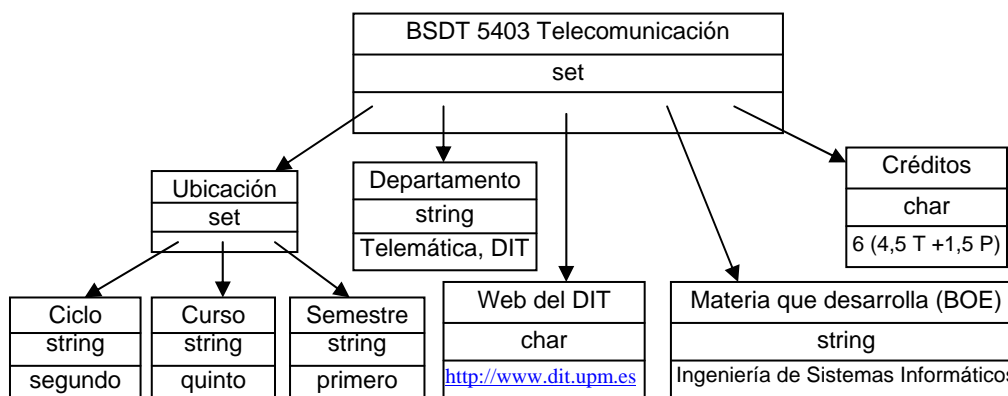 BSDT 5403 Telecomunicación
set
Ubicación
set
Departamento
string
Telemática, DIT
Créditos
char
6 (4,5 T +1,5 P)
Ciclo
string
segundo
Curso
string
quinto
Semestre
string
primero
Web del DIT
char
http://www.dit.upm.es
Materia que desarrolla (BOE)
string
Ingeniería de Sistemas Informáticos